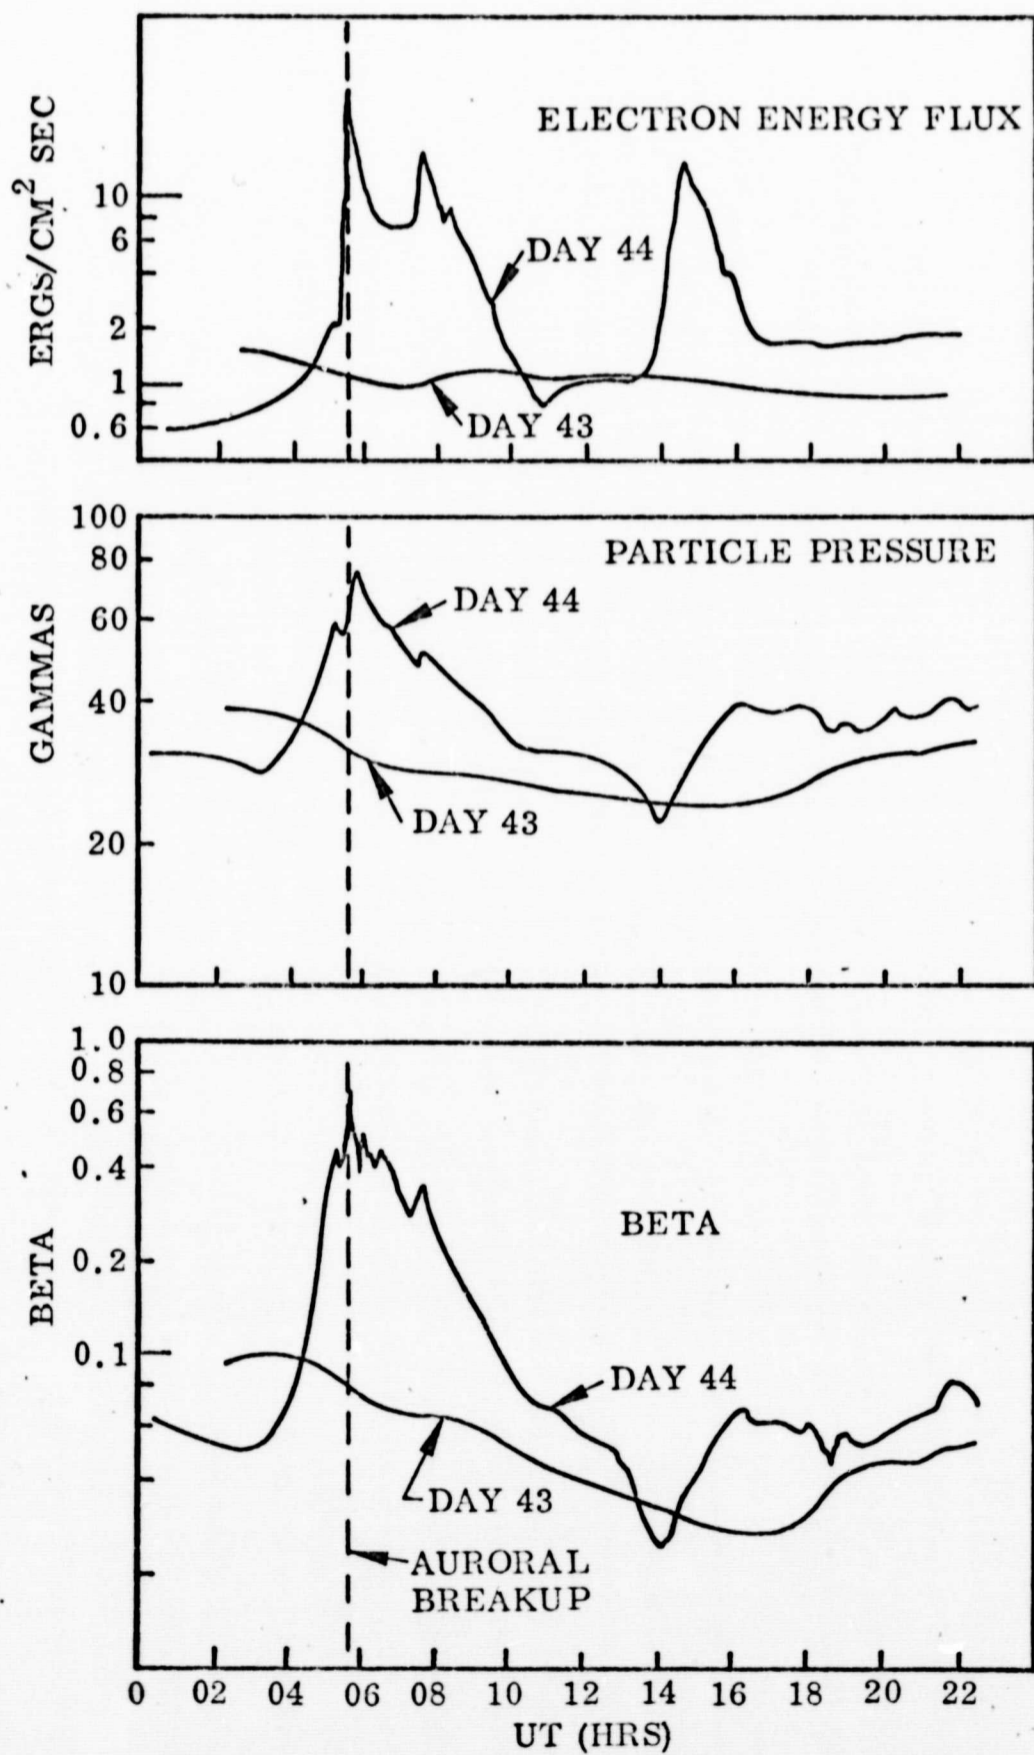 ELECTRON ENERGY FLUX
ERGS/CM² SEC
10
6
2
1
0.6
DAY 44
DAY 43
PARTICLE PRESSURE
GAMMAS
100
80
60
40
20
10
DAY 44
DAY 43
BETA
BETA
1.0
0.8
0.6
0.4
0.2
0.1
DAY 44
DAY 43
AURORAL
BREAKUP
0 02 04 06 08 10 12 14 16 18 20 22
UT (HRS)